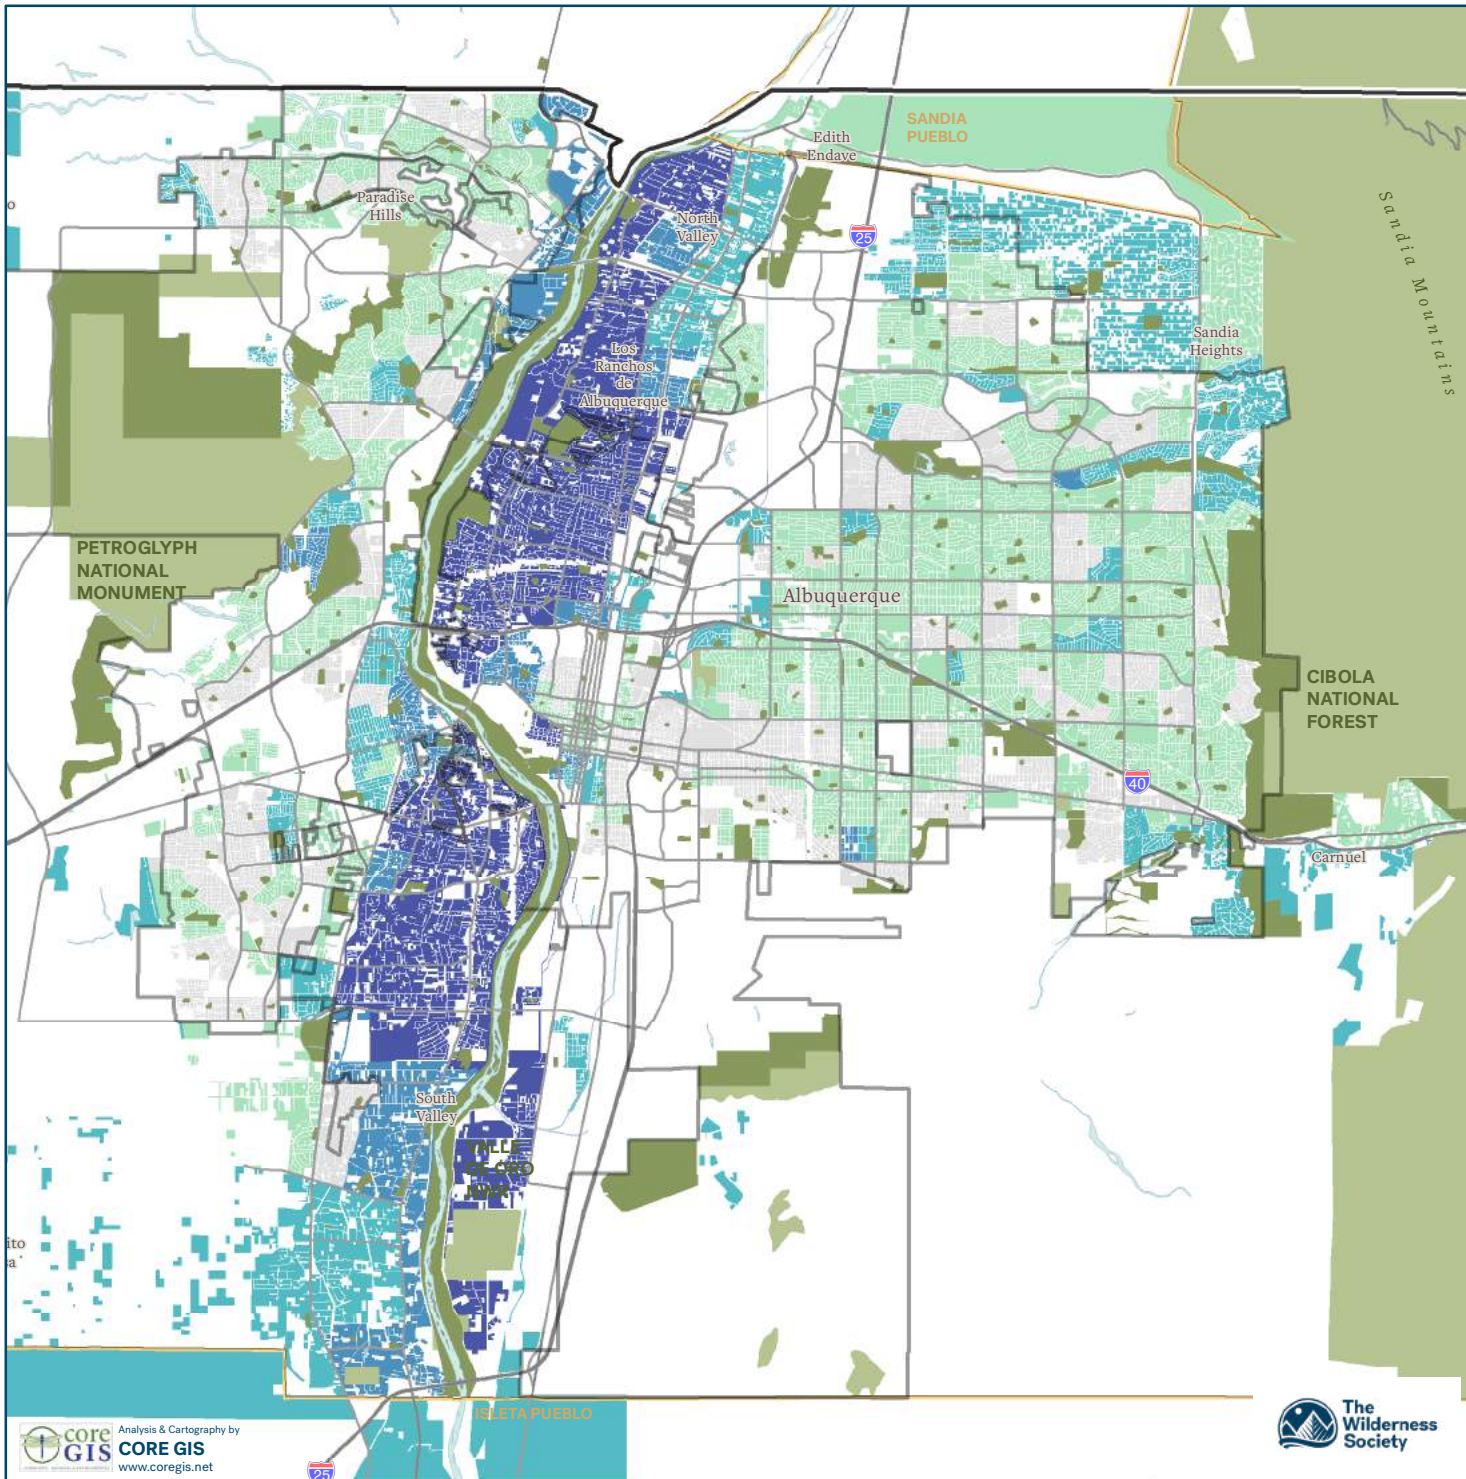 SANDIA
PUEBLO
Edith
Endave
Paradise
Hills
North
Valley
25
Sandia Mountains
Sandia
Heights
Los
Ranchos
de
Albuquerque
PETROGLYPH
NATIONAL
MONUMENT
Albuquerque
CIBOLA
NATIONAL
FOREST
40
Carnuel
South
Valley
VALLE
DE ORO
NWR
ito
a
o
ISLETA PUEBLO
core
GIS
Analysis & Cartography by
CORE GIS
www.coregis.net
25
The
Wilderness
Society